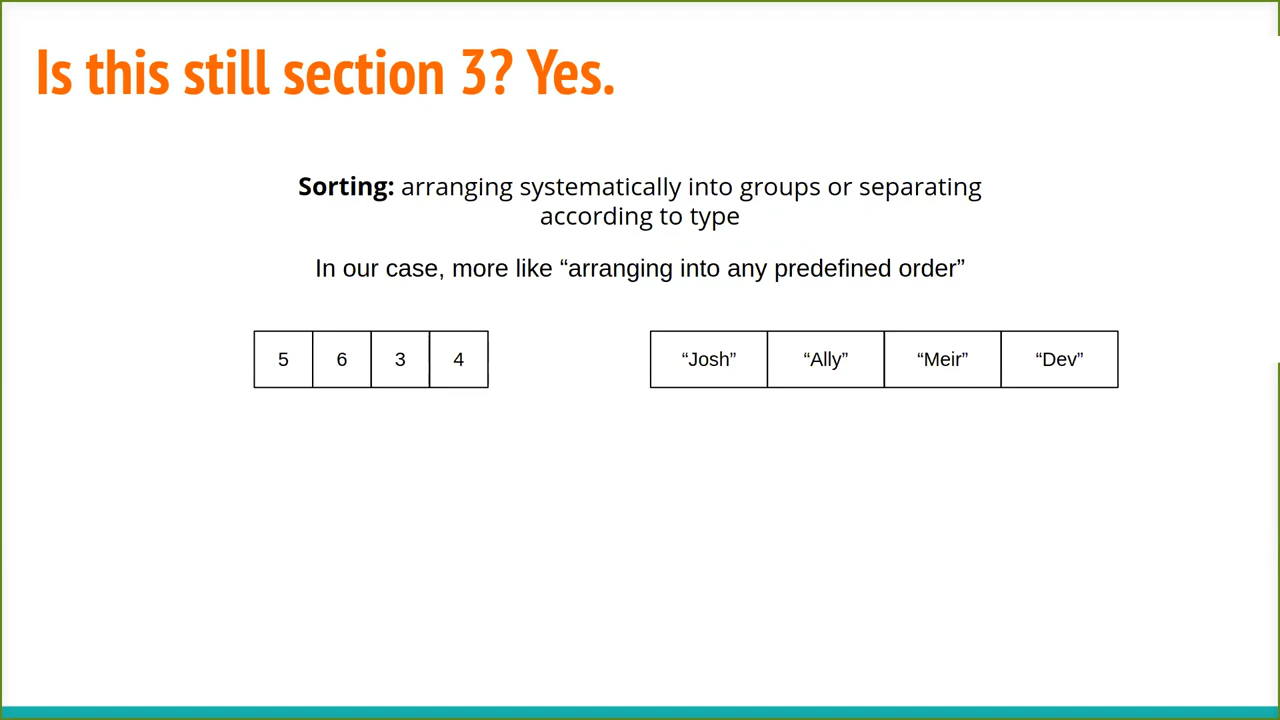 Is this still section 3? Yes.
Sorting: arranging systematically into groups or separating
according to type
In our case, more like “arranging into any predefined order”
5 6 3 4 “Josh” “Ally” “Meir” “Dev”